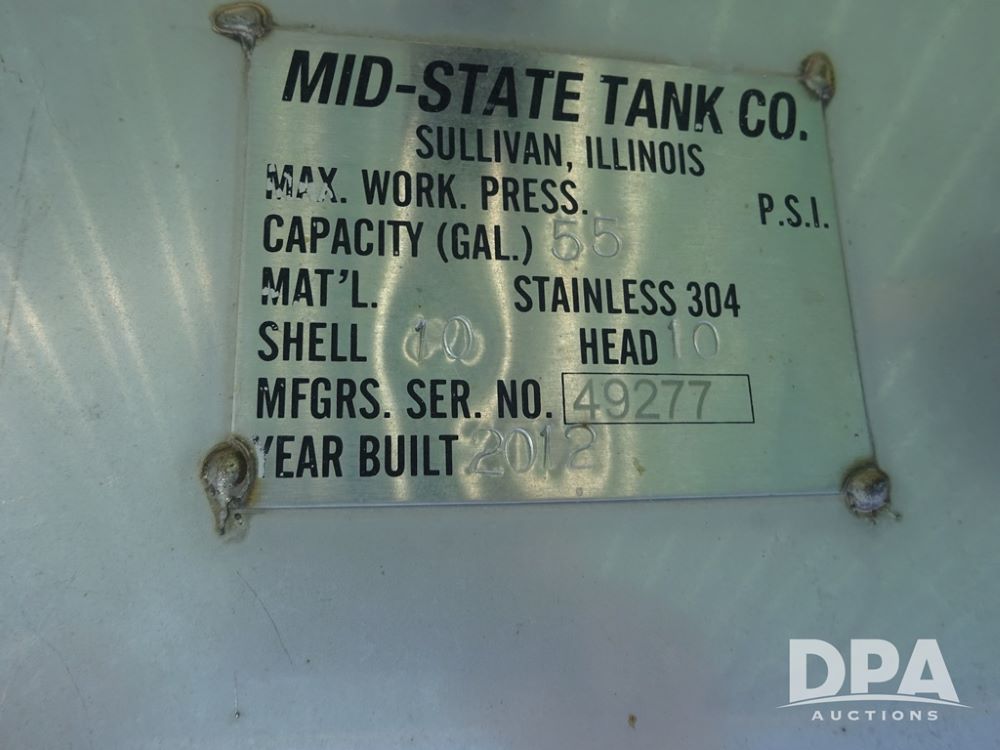 MID-STATE TANK CO.
SULLIVAN, ILLINOIS
MAX. WORK. PRESS. P.S.I.
CAPACITY (GAL.) 55
MAT'L. STAINLESS 304
SHELL 10 HEAD 10
MFGRS. SER. NO. 49277
YEAR BUILT 2012
DPA
AUCTIONS